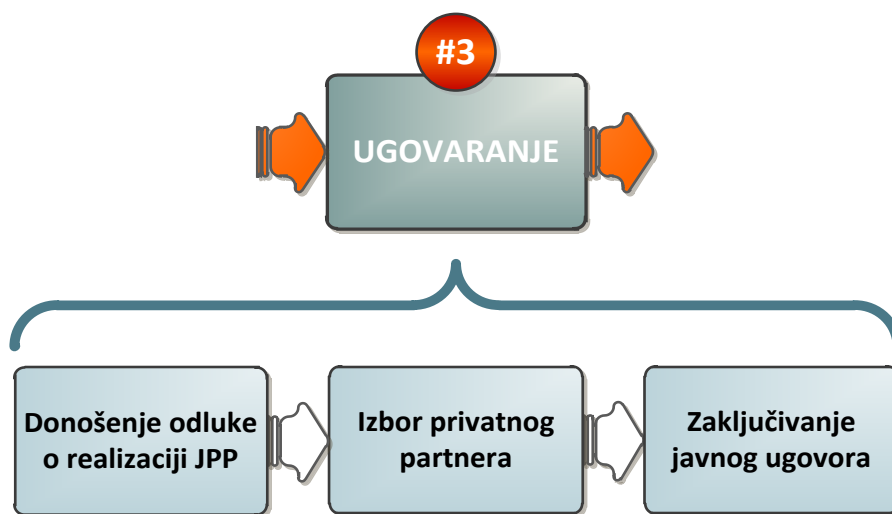 #3
UGOVARANJE
Donošenje odluke
o realizaciji JPP
Izbor privatnog
partnera
Zaključivanje
javnog ugovora